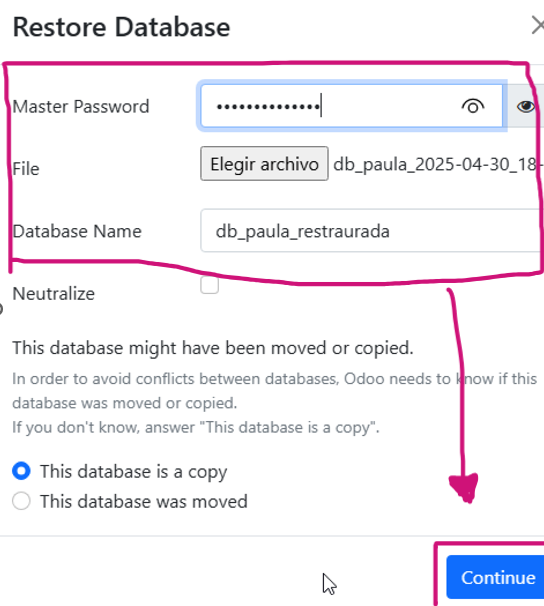 Restore Database
Master Password ••••••••••••••
File Elegir archivo db_paula_2025-04-30_18-
Database Name db_paula_restraurada
Neutralize
This database might have been moved or copied.
In order to avoid conflicts between databases, Odoo needs to know if this
database was moved or copied.
If you don't know, answer "This database is a copy".
This database is a copy
This database was moved
Continue